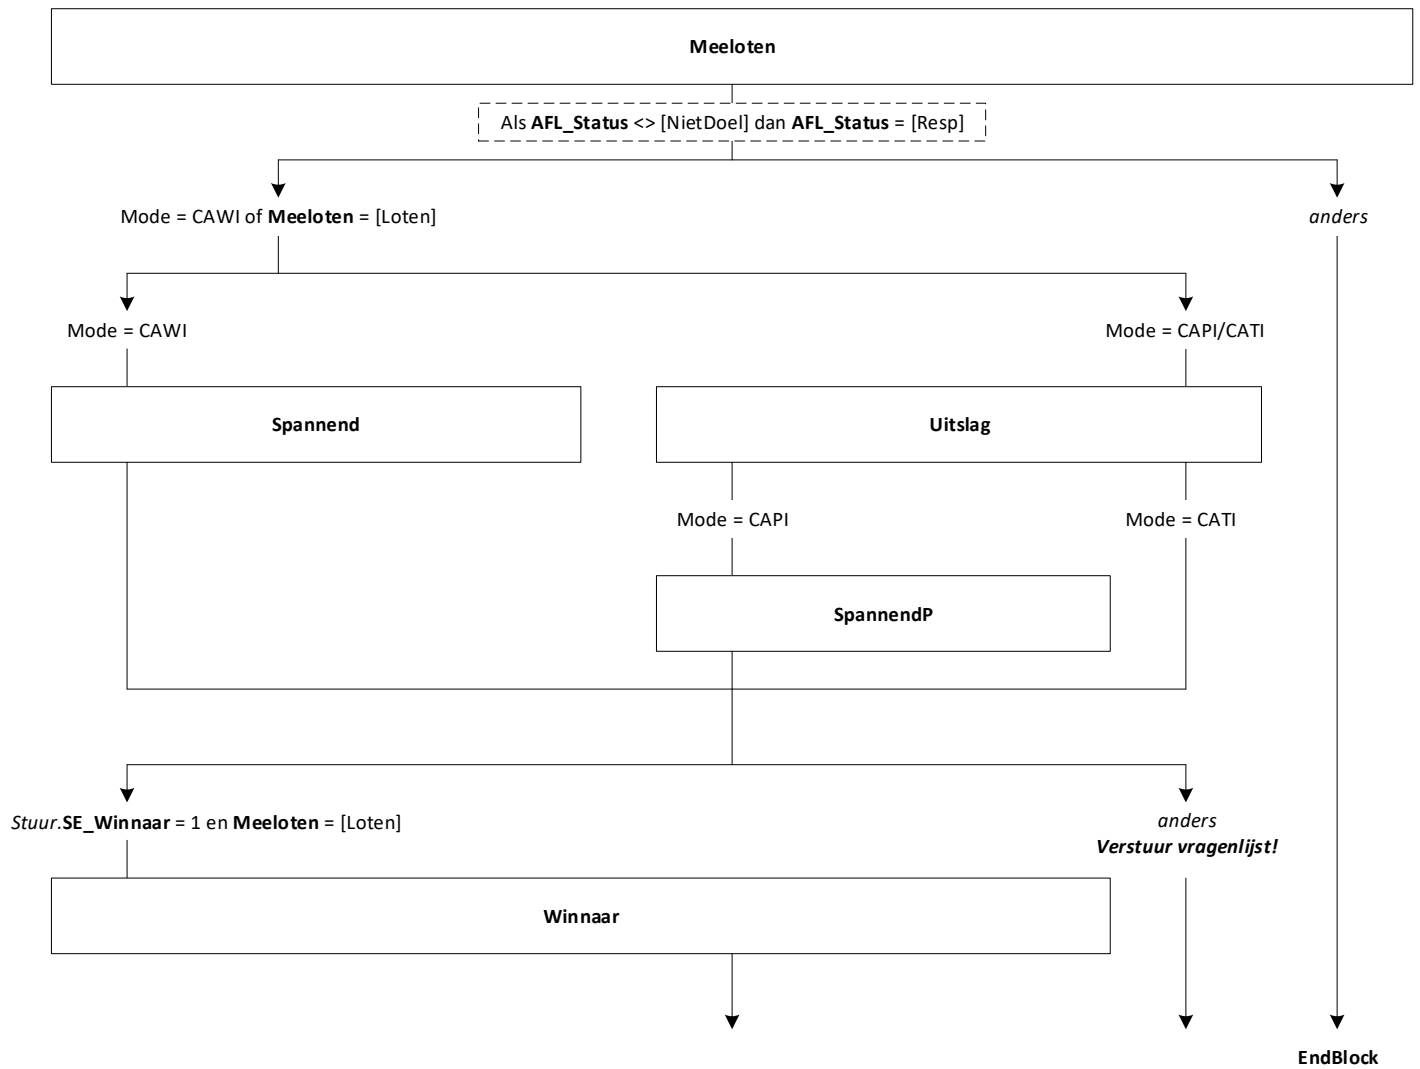 Meeloten
Als AFL_Status <> [NietDoel] dan AFL_Status = [Resp]
Mode = CAWI of Meeloten = [Loten]
anders
Mode = CAWI
Mode = CAPI/CATI
Spannend
Uitslag
Mode = CAPI
Mode = CATI
SpannendP
Stuur.SE_Winnaar = 1 en Meeloten = [Loten]
anders
Verstuur vragenlijst!
Winnaar
EndBlock